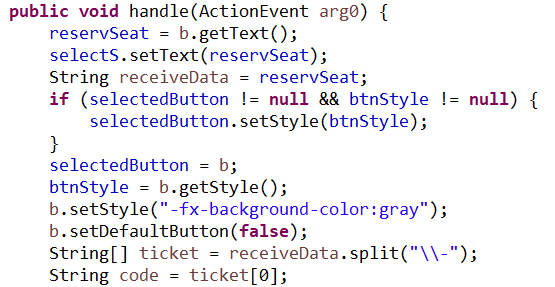 public void handle(ActionEvent arg0) {
    reservSeat = b.getText();
    selectS.setText(reservSeat);
    String receiveData = reservSeat;
    if (selectedButton != null && btnStyle != null) {
        selectedButton.setStyle(btnStyle);
    }
    selectedButton = b;
    btnStyle = b.getStyle();
    b.setStyle("-fx-background-color:gray");
    b.setDefaultButton(false);
    String[] ticket = receiveData.split("\\-");
    String code = ticket[0];